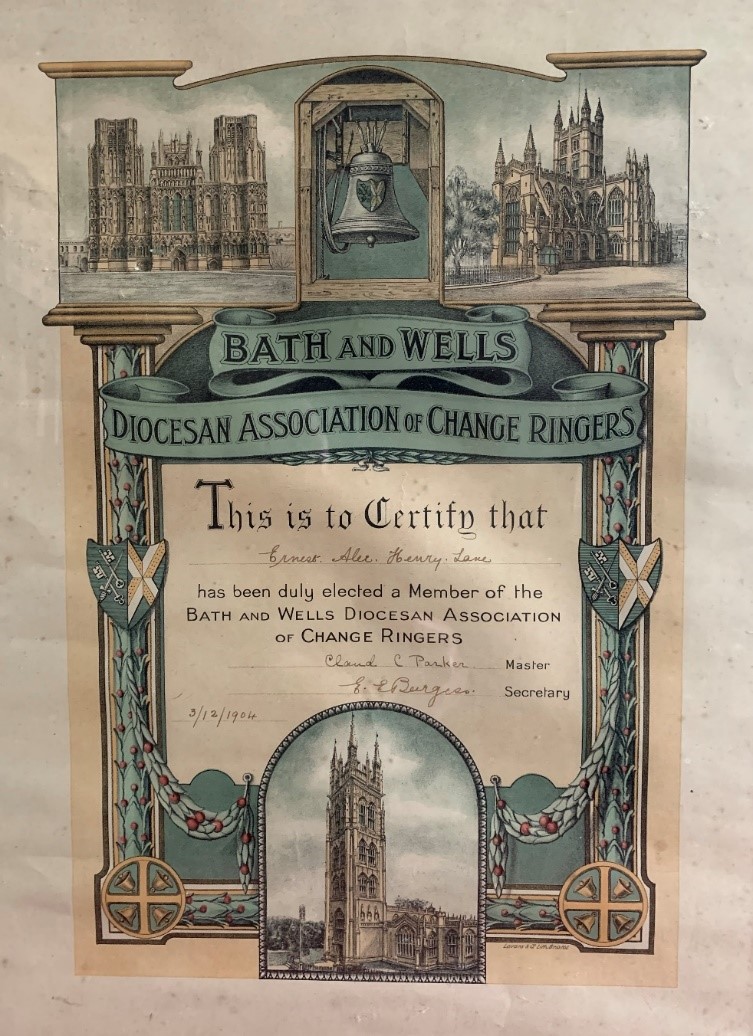 BATH AND WELLS
DIOCESAN ASSOCIATION OF CHANGE RINGERS
This is to Certify that
Ernest Alec Henry Lane
has been duly elected a Member of the
BATH AND WELLS DIOCESAN ASSOCIATION
OF CHANGE RINGERS
Claud C Parker Master
E. E. Burgess. Secretary
3/12/1904